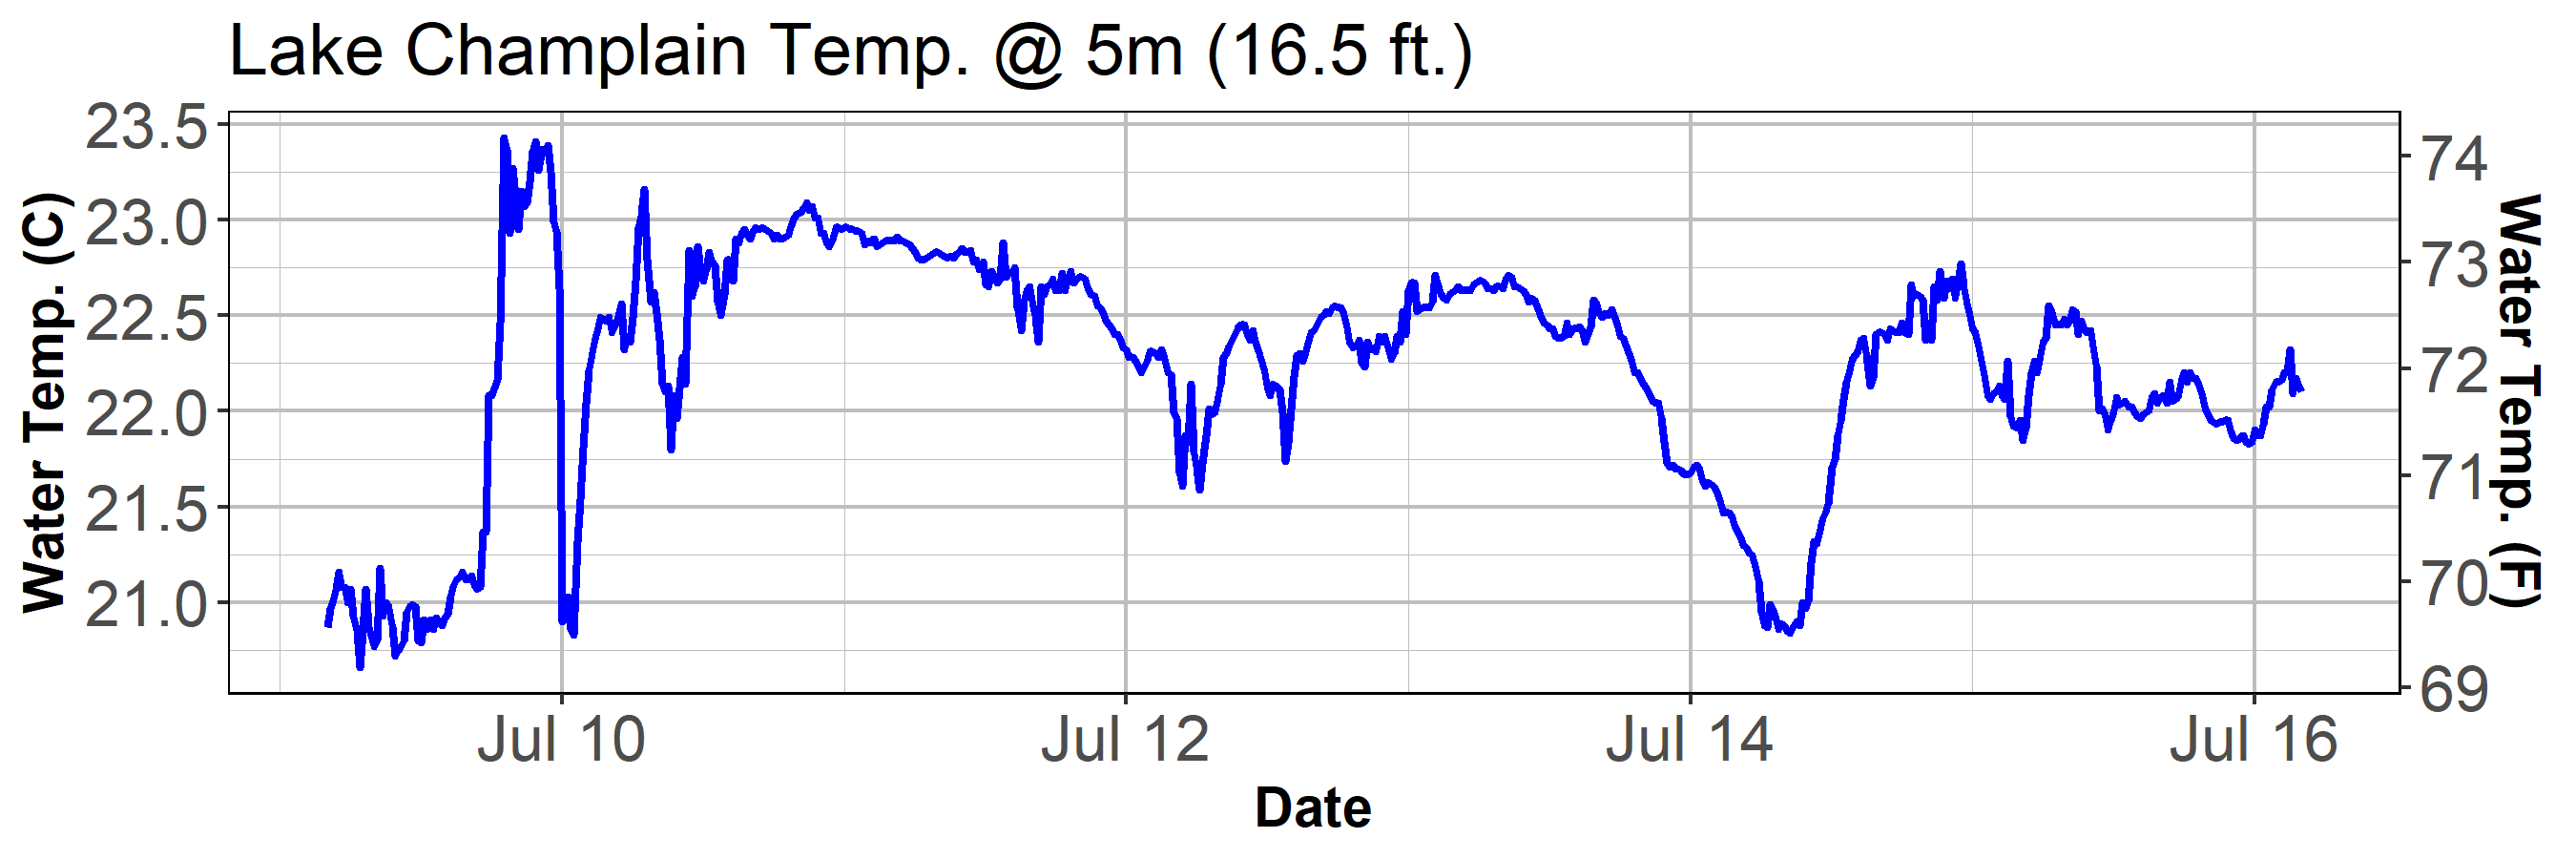 Lake Champlain Temp. @ 5m (16.5 ft.)
Water Temp. (C)
23.5
23.0
22.5
22.0
21.5
21.0
74
73
72
71
70
69
Water Temp. (F)
Jul 10 Jul 12 Jul 14 Jul 16
Date